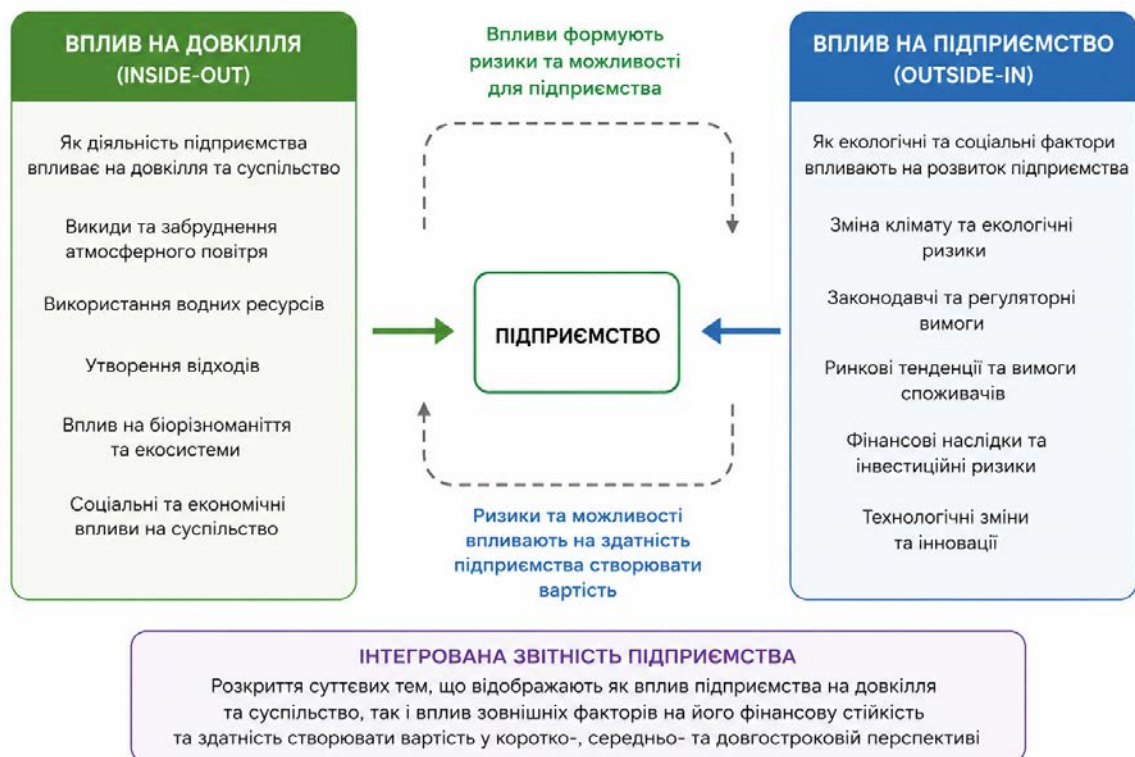 ВПЛИВ НА ДОВКІЛЛЯ
(INSIDE-OUT)
Як діяльність підприємства
впливає на довкілля та суспільство
Викиди та забруднення
атмосферного повітря
Використання водних ресурсів
Утворення відходів
Вплив на біорізноманіття
та екосистеми
Соціальні та економічні
впливи на суспільство
Впливи формують
ризики та можливості
для підприємства
ПІДПРИЄМСТВО
Ризики та можливості
впливають на здатність
підприємства створювати
вартість
ВПЛИВ НА ПІДПРИЄМСТВО
(OUTSIDE-IN)
Як екологічні та соціальні фактори
впливають на розвиток підприємства
Зміна клімату та екологічні
ризики
Законодавчі та регуляторні
вимоги
Ринкові тенденції та вимоги
споживачів
Фінансові наслідки та
інвестиційні ризики
Технологічні зміни
та інновації
ІНТЕГРОВАНА ЗВІТНІСТЬ ПІДПРИЄМСТВА
Розкриття суттєвих тем, що відображають як вплив підприємства на довкілля
та суспільство, так і вплив зовнішніх факторів на його фінансову стійкість
та здатність створювати вартість у коротко-, середньо- та довгостроковій перспективі